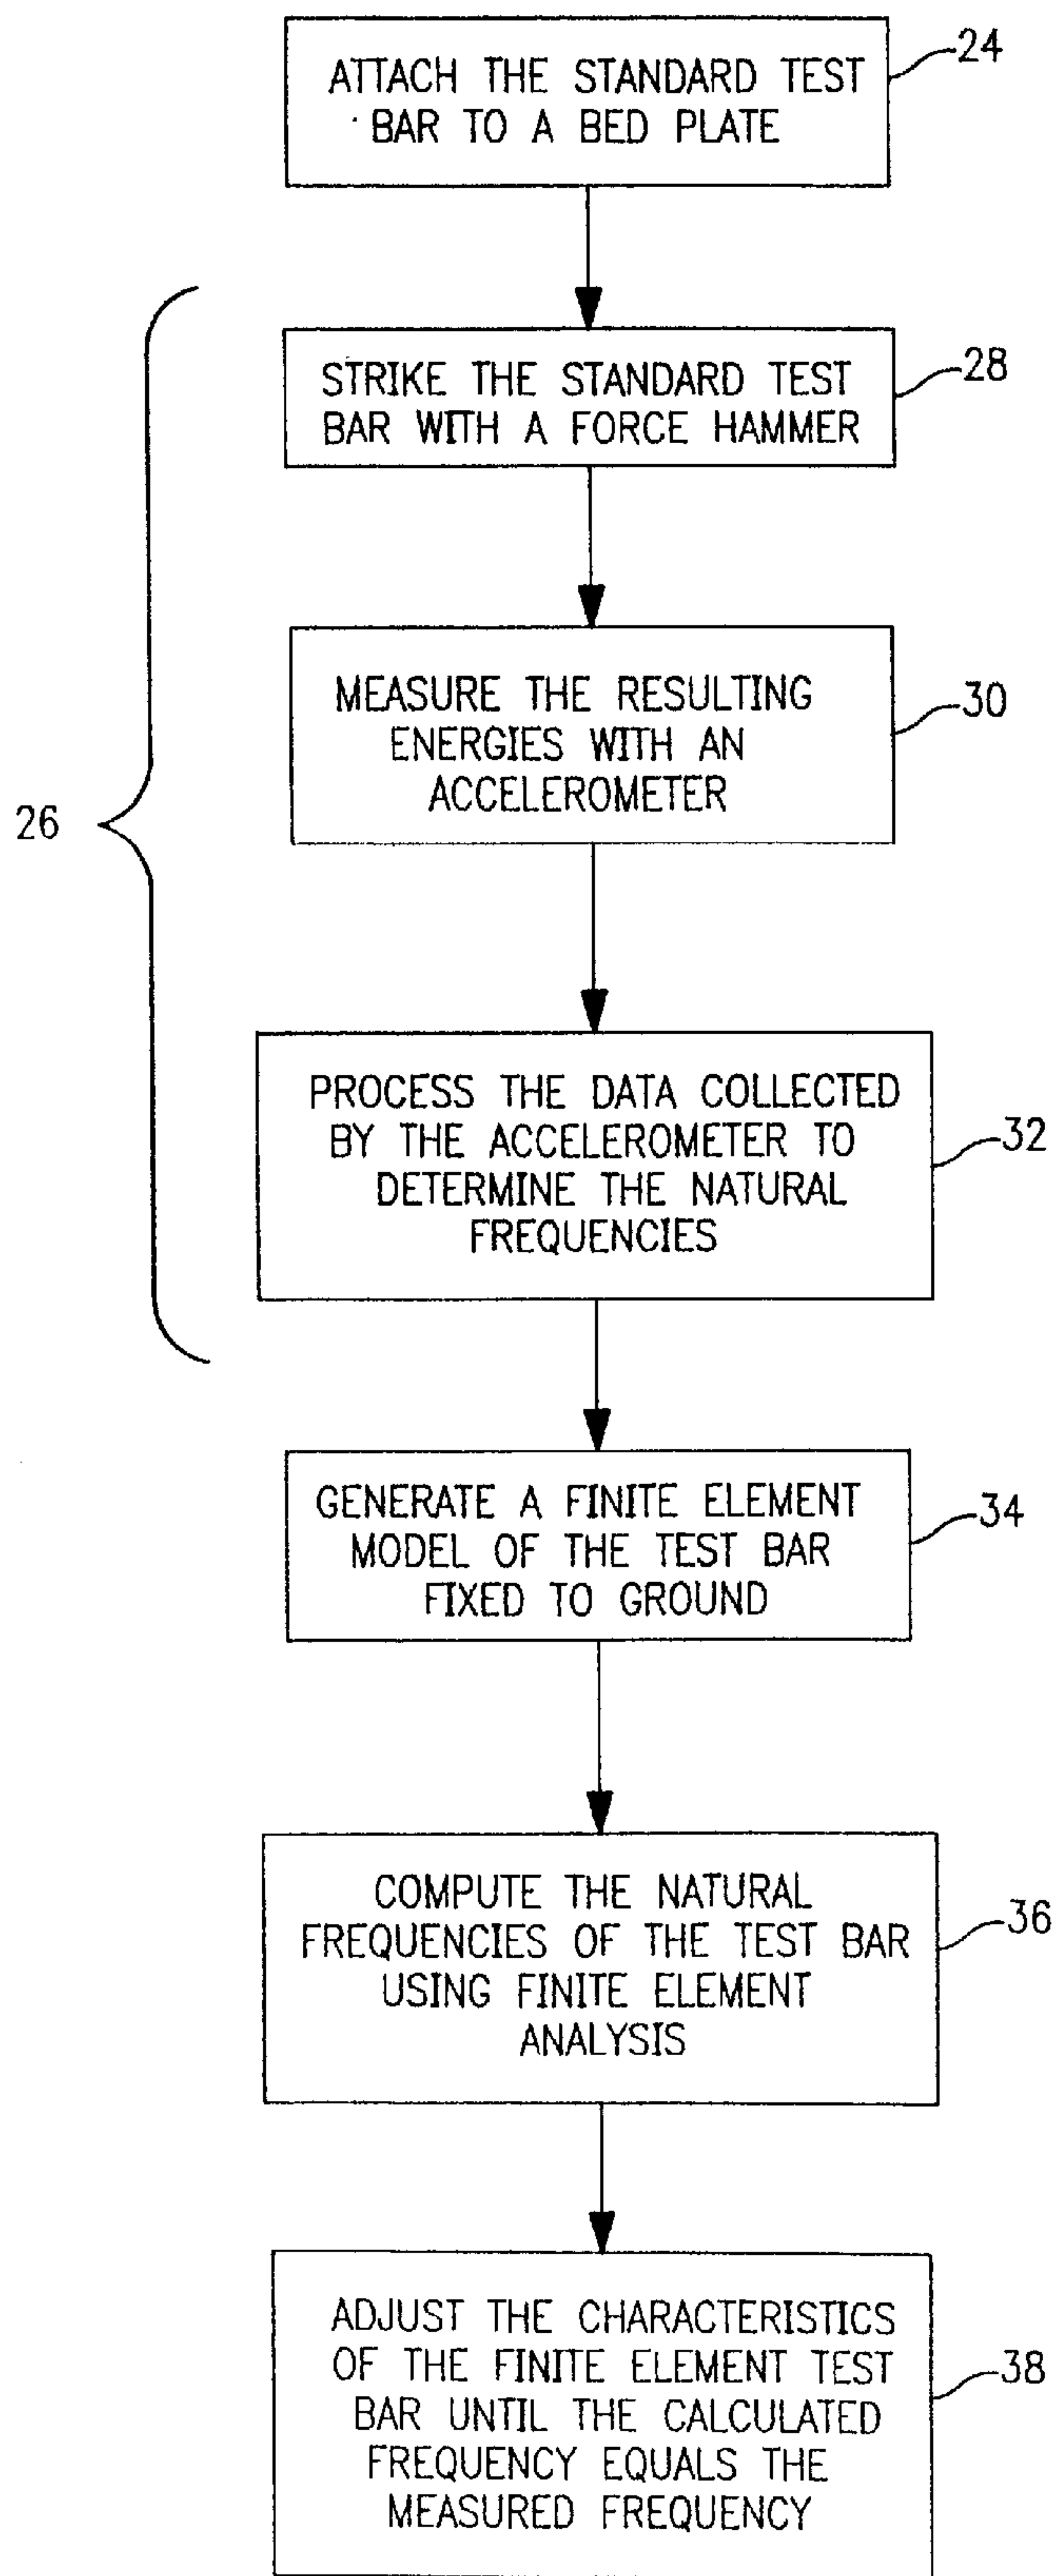 ATTACH THE STANDARD TEST
BAR TO A BED PLATE
24
STRIKE THE STANDARD TEST
BAR WITH A FORCE HAMMER
28
MEASURE THE RESULTING
ENERGIES WITH AN
ACCELEROMETER
30
26
PROCESS THE DATA COLLECTED
BY THE ACCELEROMETER TO
DETERMINE THE NATURAL
FREQUENCIES
32
GENERATE A FINITE ELEMENT
MODEL OF THE TEST BAR
FIXED TO GROUND
34
COMPUTE THE NATURAL
FREQUENCIES OF THE TEST BAR
USING FINITE ELEMENT
ANALYSIS
36
ADJUST THE CHARACTERISTICS
OF THE FINITE ELEMENT TEST
BAR UNTIL THE CALCULATED
FREQUENCY EQUALS THE
MEASURED FREQUENCY
38